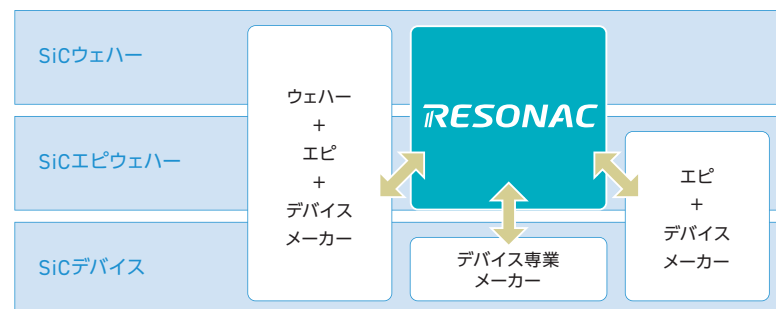 SiCウェハー
SiCエピウェハー
SiCデバイス
ウェハー
+
エピ
+
デバイス
メーカー
RESONAC
デバイス専業
メーカー
エピ
+
デバイス
メーカー